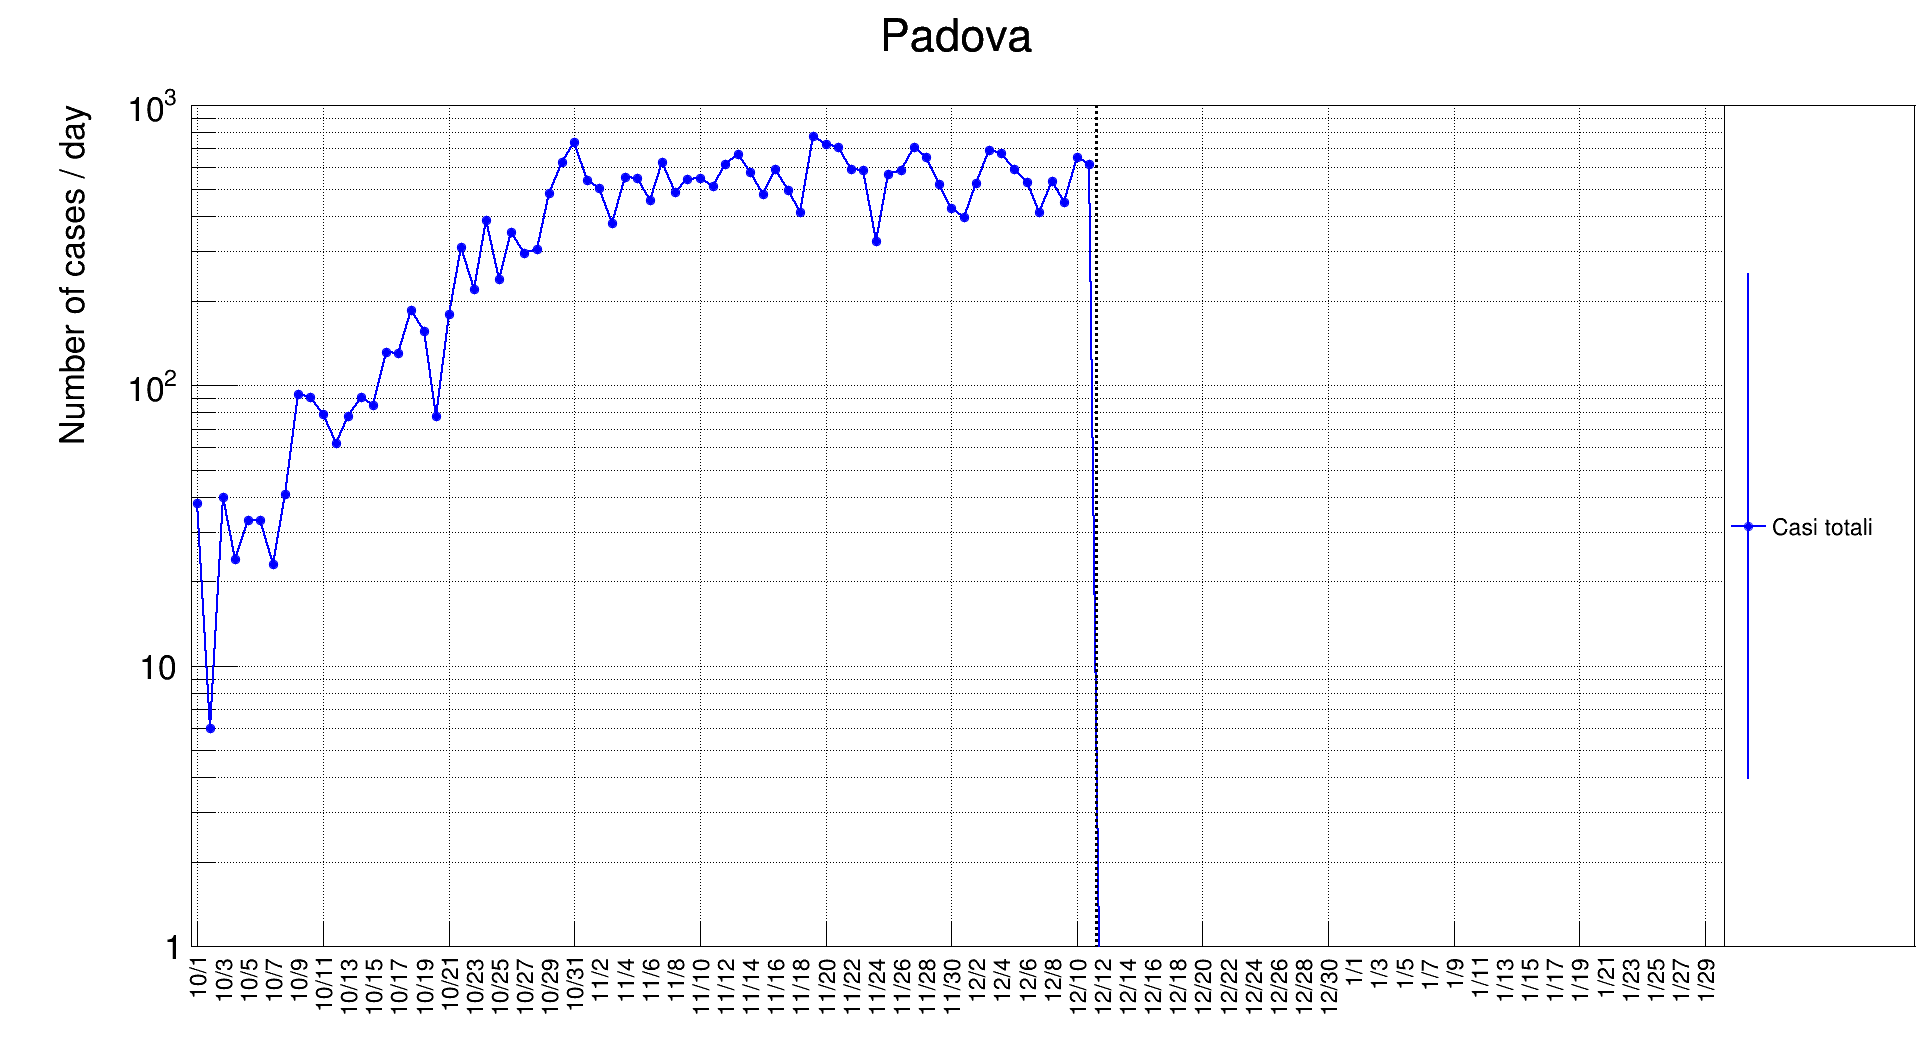 Padova
Number of cases / day
10³
10²
10
1
10/1 10/3 10/5 10/7 10/9 10/11 10/13 10/15 10/17 10/19 10/21 10/23 10/25 10/27 10/29 10/31 11/2 11/4 11/6 11/8 11/10 11/12 11/14 11/16 11/18 11/20 11/22 11/24 11/26 11/28 11/30 12/2 12/4 12/6 12/8 12/10 12/12 12/14 12/16 12/18 12/20 12/22 12/24 12/26 12/28 12/30 1/1 1/3 1/5 1/7 1/9 1/11 1/13 1/15 1/17 1/19 1/21 1/23 1/25 1/27 1/29
Casi totali